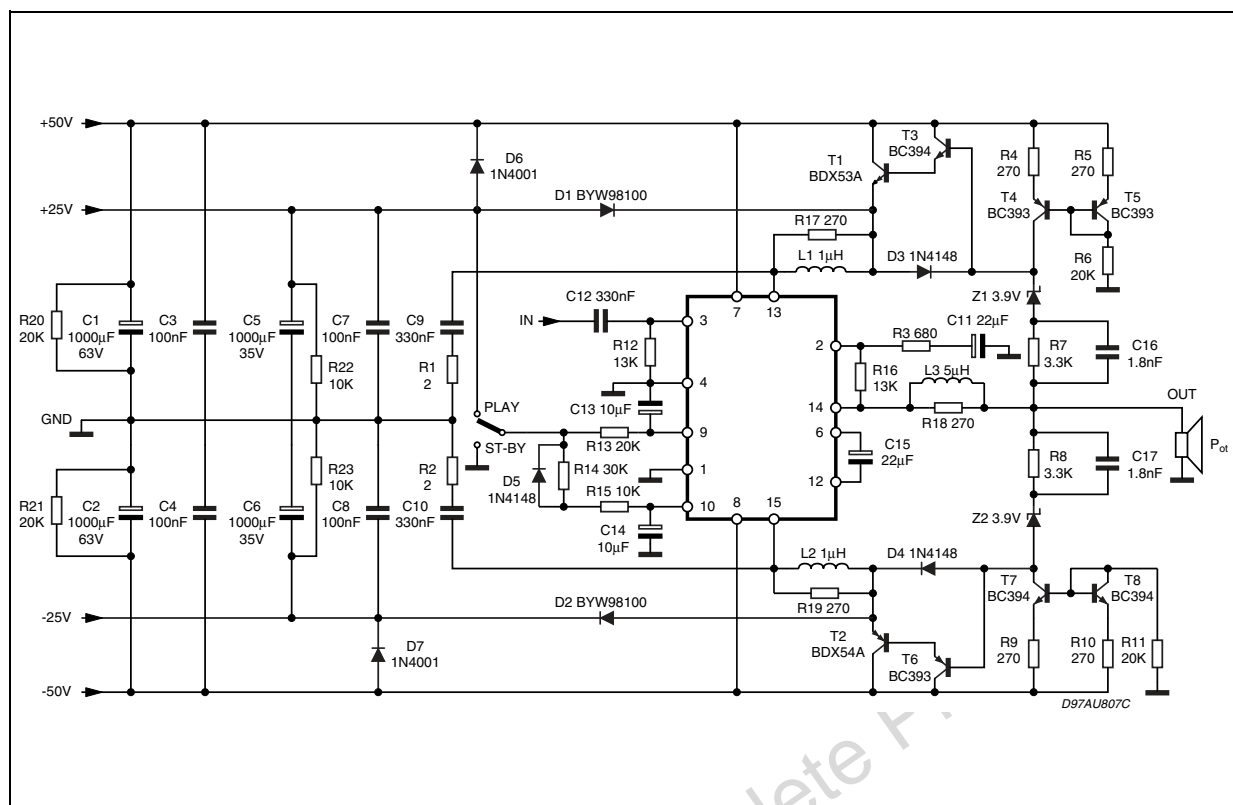 +50V
D6
1N4001
T1
BDX53A
T3
BC394
R4
270
R5
270
T4
BC393
T5
BC393
+25V
D1 BYW98100
R17 270
L1 1μH
D3 1N4148
R6
20K
Z1 3.9V
R20
20K
C1
1000μF
63V
C3
100nF
C5
1000μF
35V
R22
10K
C7
100nF
C9
330nF
R1
2
C12 330nF
IN
R12
13K
3
7
13
2
R3 680
C11 22μF
R7
3.3K
C16
1.8nF
4
R16
13K
L3 5μH
C13 10μF
14
R18 270
OUT
GND
PLAY
ST-BY
R13 20K
9
6
C15
22μF
12
R8
3.3K
C17
1.8nF
Pot
R21
20K
C2
1000μF
63V
C4
100nF
C6
1000μF
35V
R23
10K
C8
100nF
R2
2
C10
330nF
D5
1N4148
R14 30K
R15 10K
1
10
C14
10μF
8
15
Z2 3.9V
L2 1μH
D4 1N4148
R19 270
T7
BC394
T8
BC394
-25V
D2 BYW98100
D7
1N4001
T2
BDX54A
T6
BC393
R9
270
R10
270
R11
20K
-50V
D97AU807C
lete